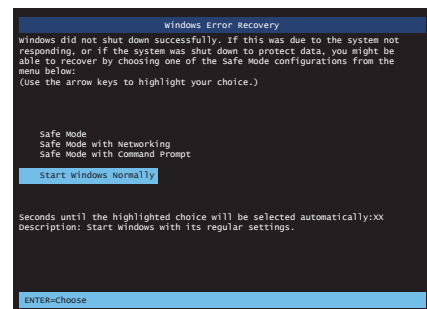 Windows Error Recovery
Windows did not shut down successfully. If this was due to the system not
responding, or if the system was shut down to protect data, you might be
able to recover by choosing one of the Safe Mode configurations from the
menu below:
(Use the arrow keys to highlight your choice.)
Safe Mode
Safe Mode with Networking
Safe Mode with Command Prompt
Start Windows Normally
Seconds until the highlighted choice will be selected automatically:XX
Description: Start Windows with its regular settings.
ENTER=Choose